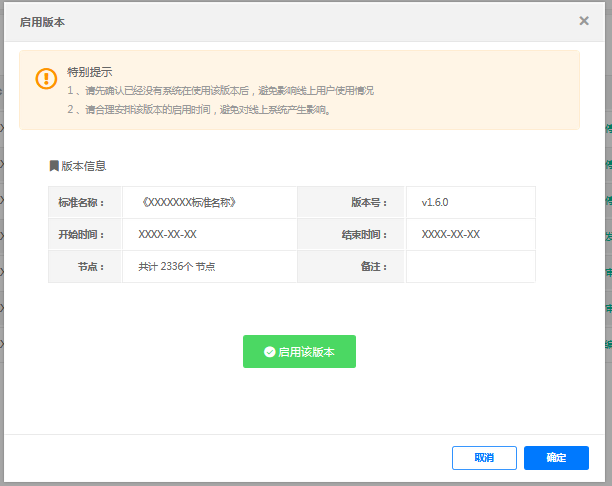 启用版本
特别提示
1 、请先确认已经没有系统在使用该版本后，避免影响线上用户使用情况
2 、请合理安排该版本的启用时间，避免对线上系统产生影响。
版本信息
标准名称： 《XXXXXXX标准名称》 版本号： v1.6.0
开始时间： XXXX-XX-XX 结束时间： XXXX-XX-XX
节点： 共计 2336个 节点 备注：
启用该版本
取消 确定